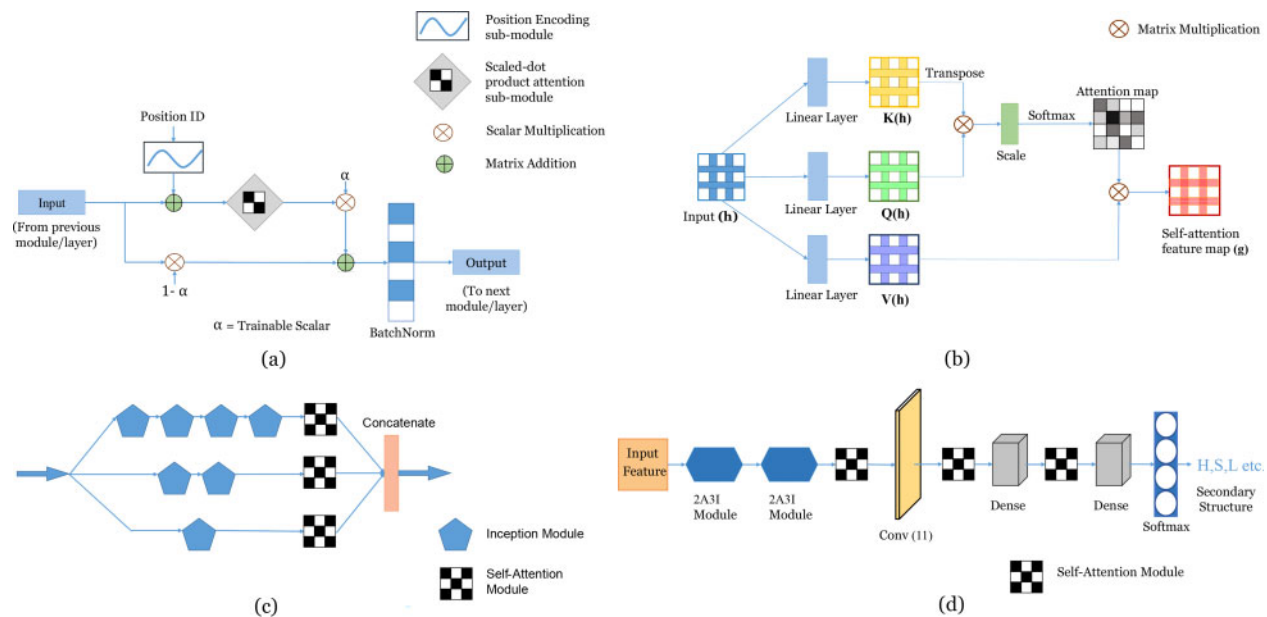 Position Encoding
sub-module
Scaled-dot
product attention
sub-module
Scalar Multiplication
Matrix Addition
Position ID
α
Input
(From previous
module/layer)
1- α
Output
(To next
module/layer)
BatchNorm
α = Trainable Scalar
(a)
Matrix Multiplication
Linear Layer
K(h)
Transpose
Scale
Softmax
Attention map
Input (h)
Linear Layer
Q(h)
Self-attention
feature map (g)
Linear Layer
V(h)
(b)
Concatenate
Inception Module
Self-Attention
Module
(c)
Input
Feature
2A3I
Module
2A3I
Module
Conv (11)
Dense
Dense
Softmax
H,S,L etc.
Secondary
Structure
Self-Attention Module
(d)